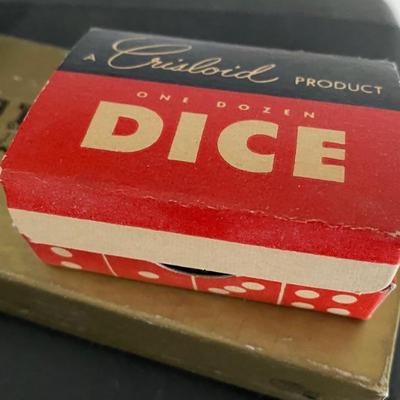 A Crisloid PRODUCT
ONE DOZEN
DICE